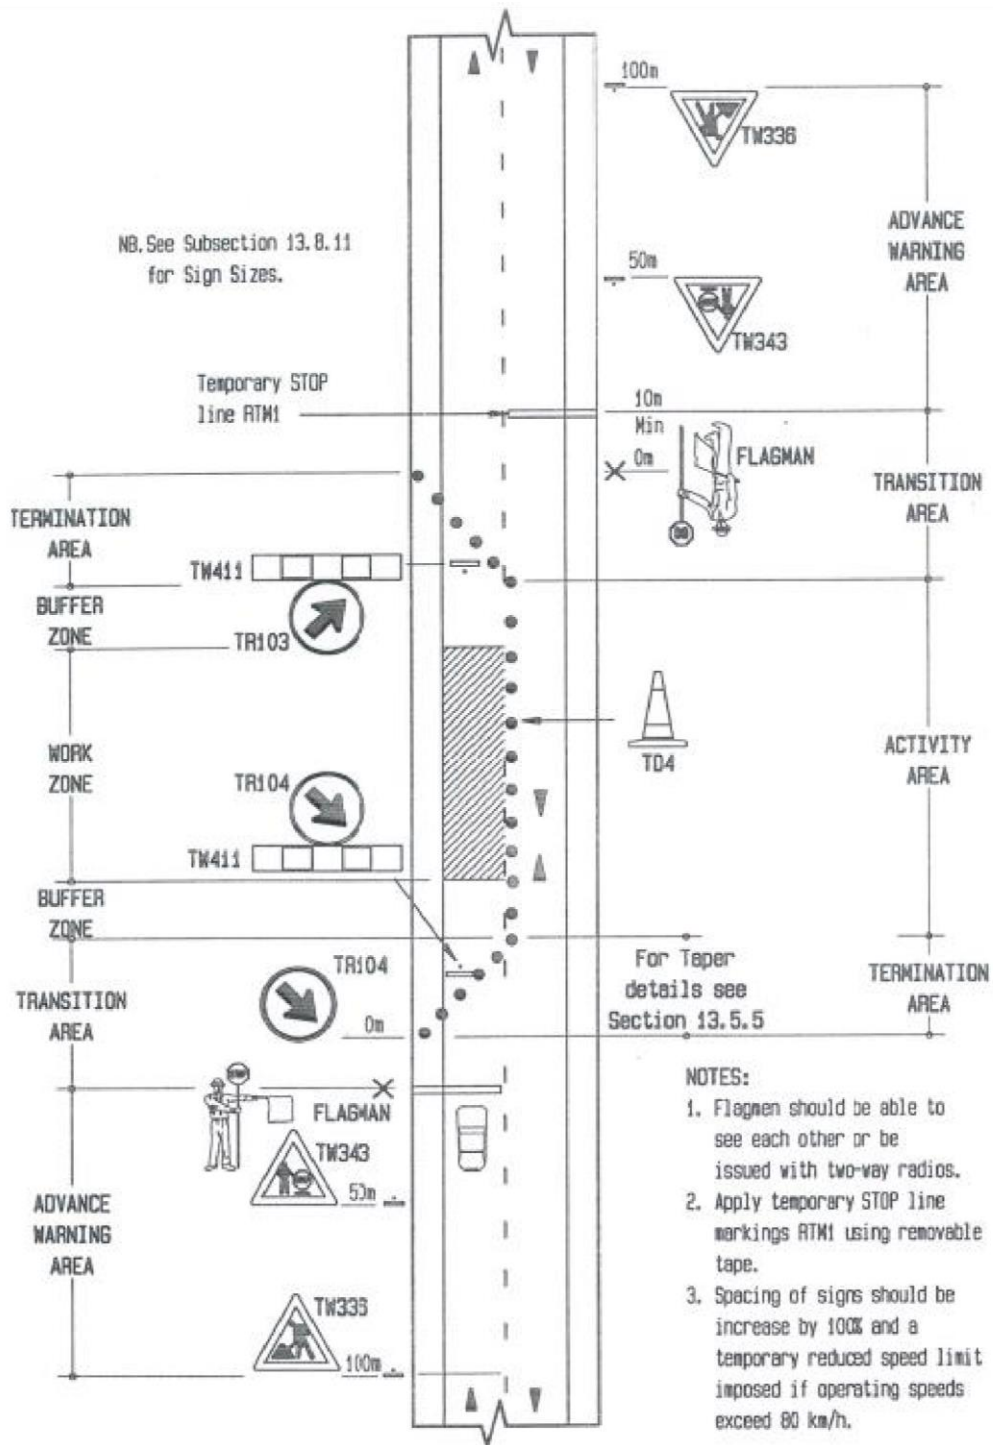 100m
TW336
ADVANCE
WARNING
AREA
NB.See Subsection 13.8.11
for Sign Sizes.
50m
TW343
Temporary STOP
line RTM1
10m
Min
0m
FLAGMAN
TRANSITION
AREA
TERMINATION
AREA
TW411
BUFFER
ZONE
TR103
WORK
ZONE
TR104
TW411
TD4
ACTIVITY
AREA
BUFFER
ZONE
TRANSITION
AREA
TR104
0m
For Taper
details see
Section 13.5.5
TERMINATION
AREA
STOP
FLAGMAN
TW343
50m
ADVANCE
WARNING
AREA
TW336
100m
NOTES:
1. Flagmen should be able to
see each other or be
issued with two-way radios.
2. Apply temporary STOP line
markings RTM1 using removable
tape.
3. Spacing of signs should be
increase by 100% and a
temporary reduced speed limit
imposed if operating speeds
exceed 80 km/h.